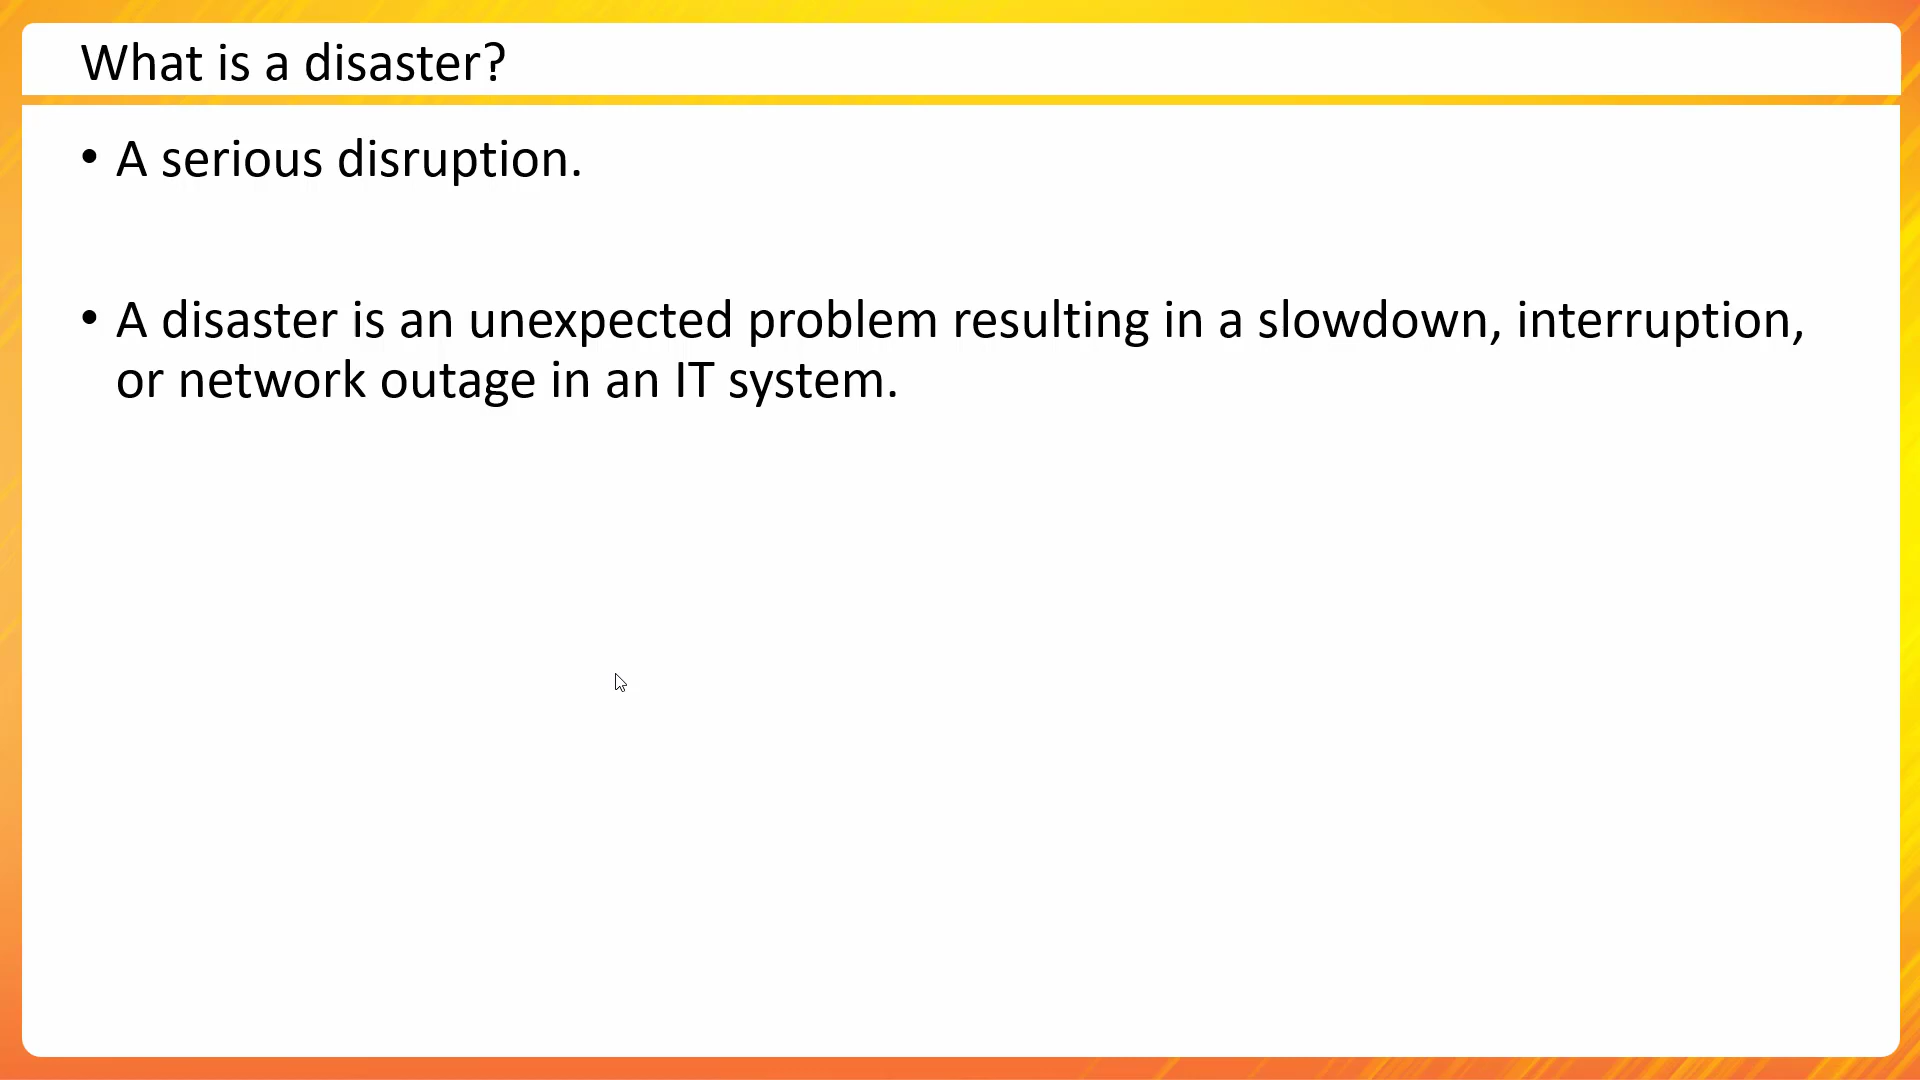 What is a disaster?
• A serious disruption.
• A disaster is an unexpected problem resulting in a slowdown, interruption,
or network outage in an IT system.